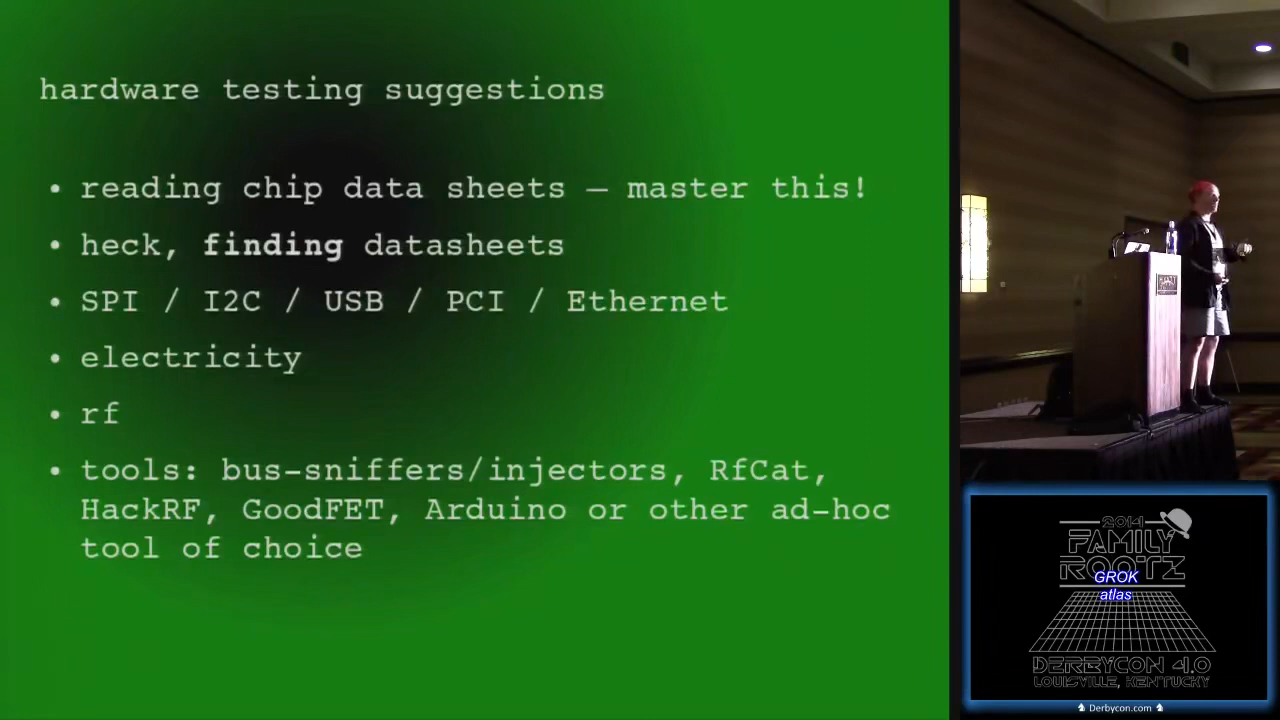 hardware testing suggestions
• reading chip data sheets – master this!
• heck, finding datasheets
• SPI / I2C / USB / PCI / Ethernet
• electricity
• rf
• tools: bus-sniffers/injectors, RfCat,
HackRF, GoodFET, Arduino or other ad-hoc
tool of choice
2014
FAMILY
ROOTZ
GROK
atlas
DERBYCON 4.0
LOUISVILLE, KENTUCKY
Derbycon.com